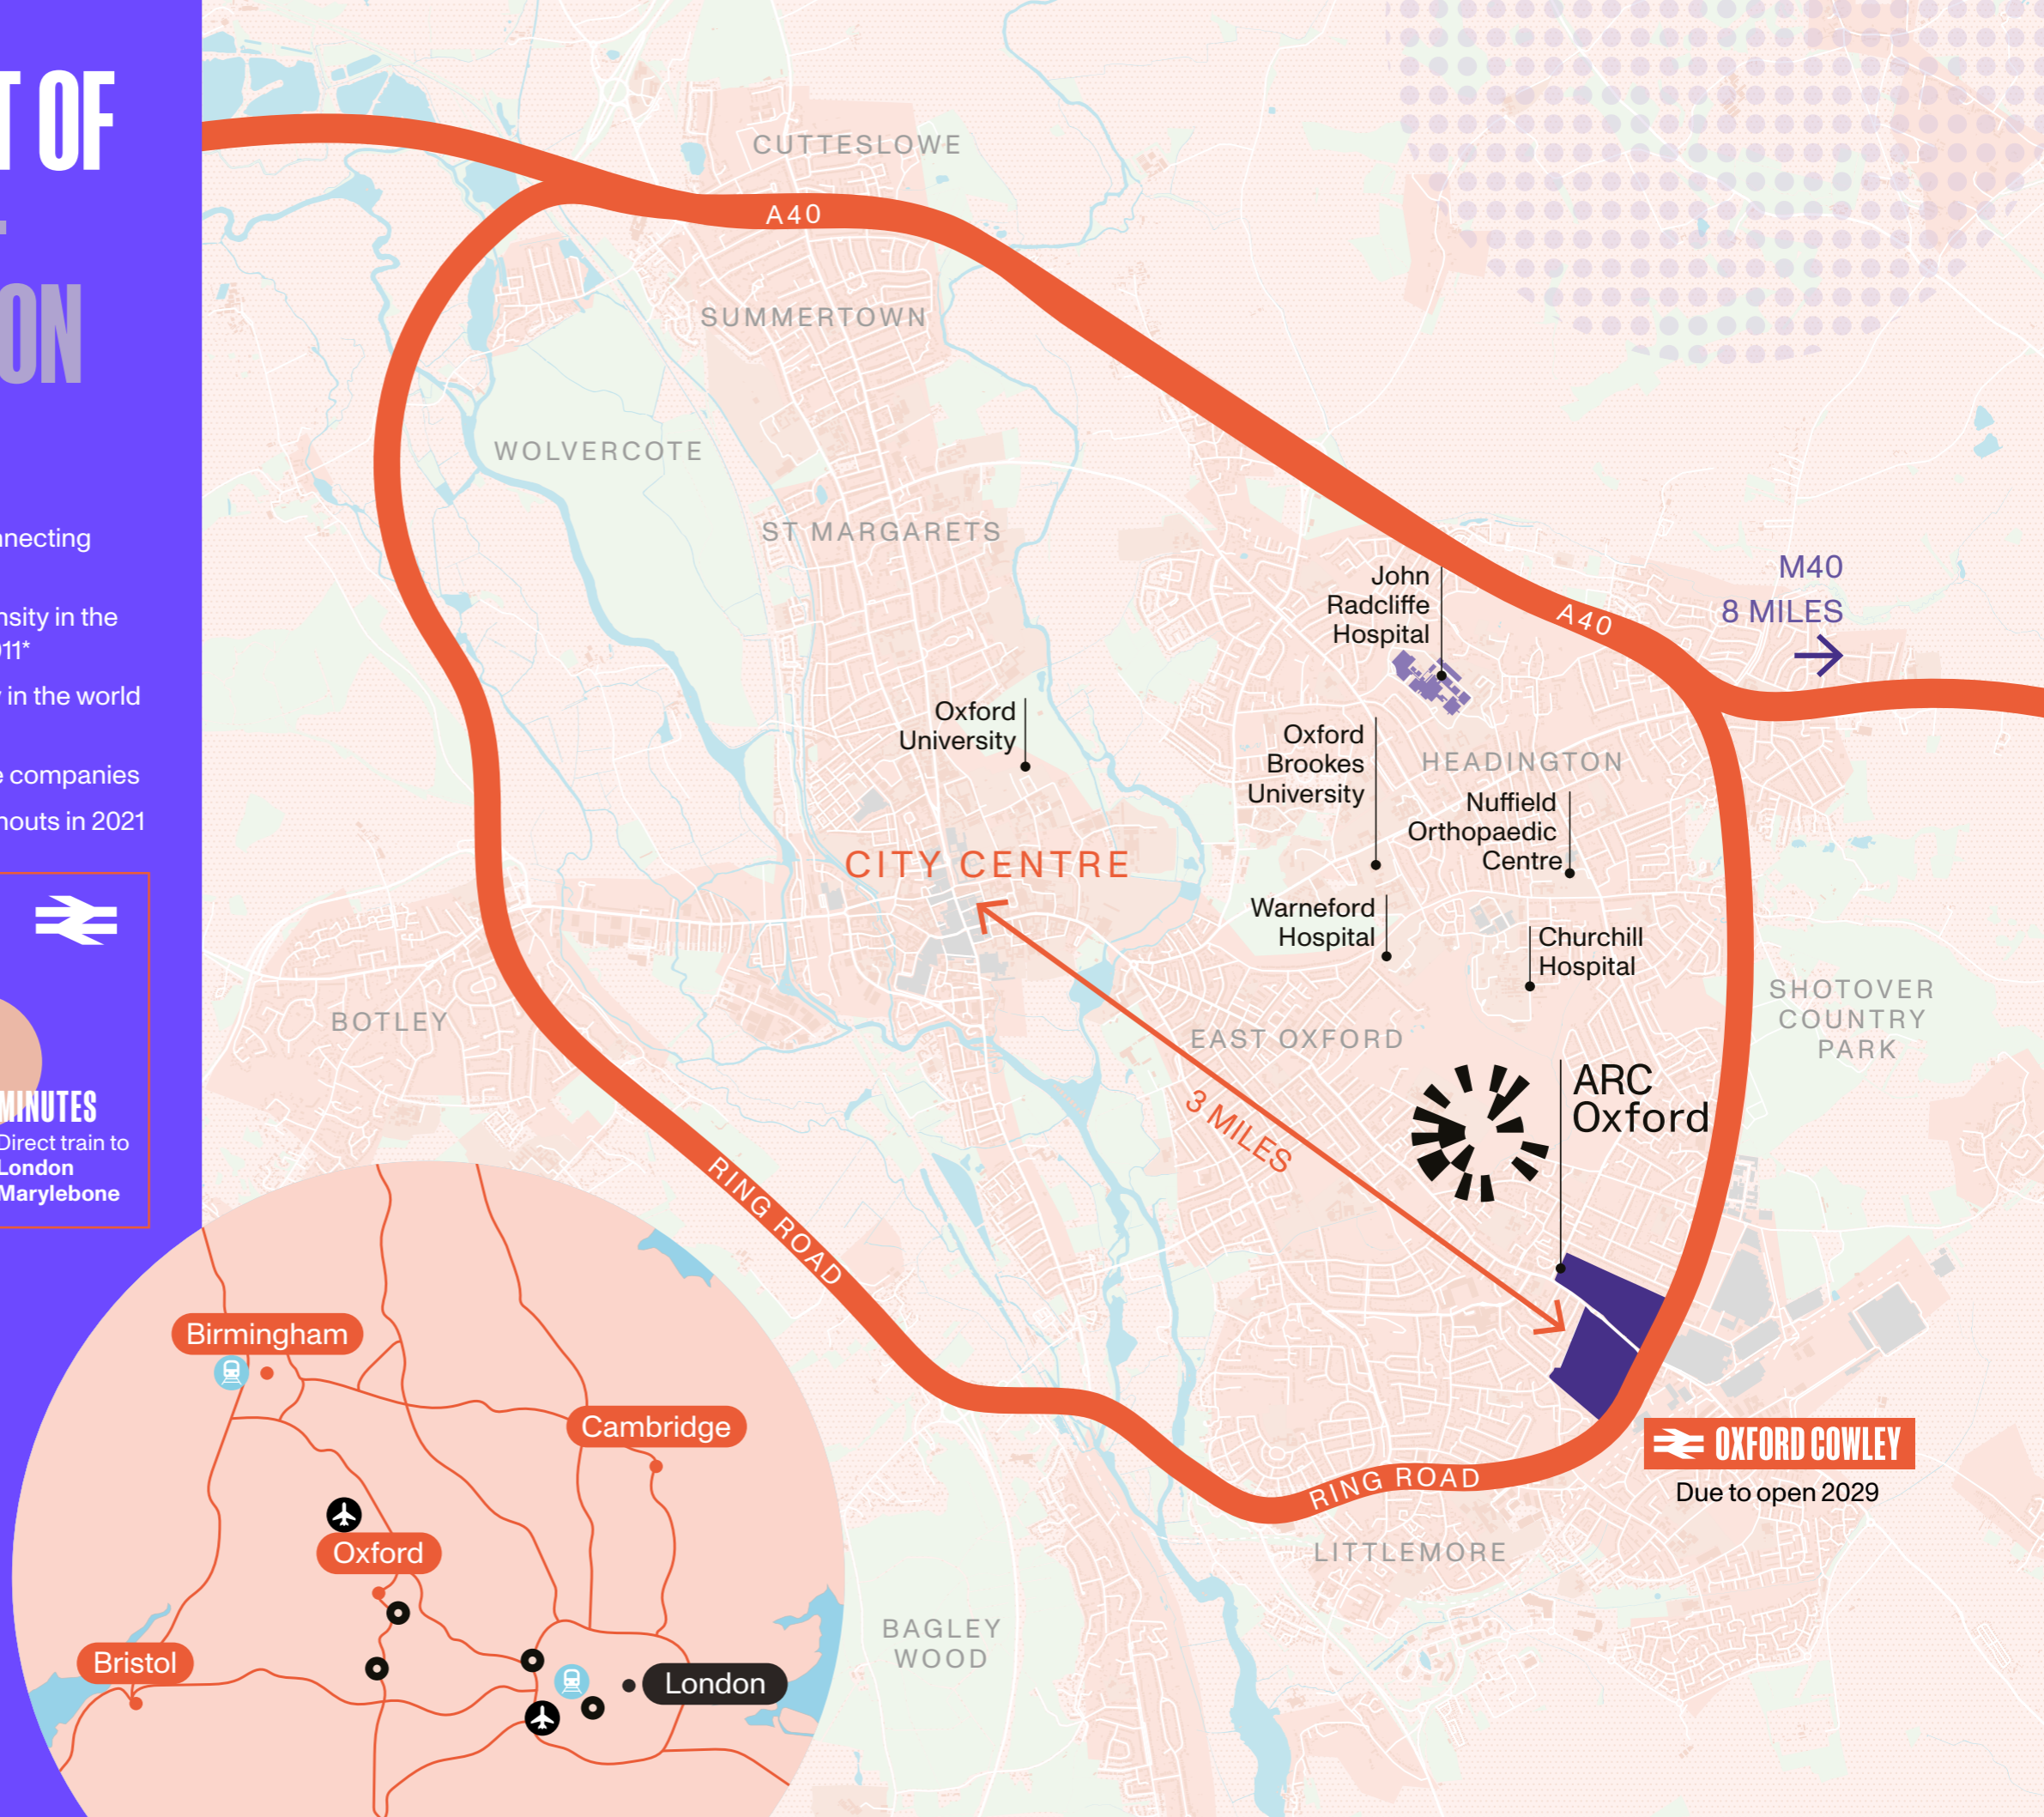 T OF
ON
nnecting
nsity in the
011*
in the world
e companies
nouts in 2021
MINUTES
Direct train to
London
Marylebone
CUTTESLOWE
A40
SUMMERTOWN
WOLVERCOTE
ST MARGARETS
M40
8 MILES
John
Radcliffe
Hospital
A40
Oxford
University
Oxford
Brookes
University
HEADINGTON
Nuffield
Orthopaedic
Centre
CITY CENTRE
Warneford
Hospital
Churchill
Hospital
SHOTOVER
COUNTRY
PARK
BOTLEY
EAST OXFORD
ARC
Oxford
3 MILES
RING ROAD
OXFORD COWLEY
Due to open 2029
RING ROAD
LITTLEMORE
BAGLEY
WOOD
Birmingham
Cambridge
Oxford
Bristol
London